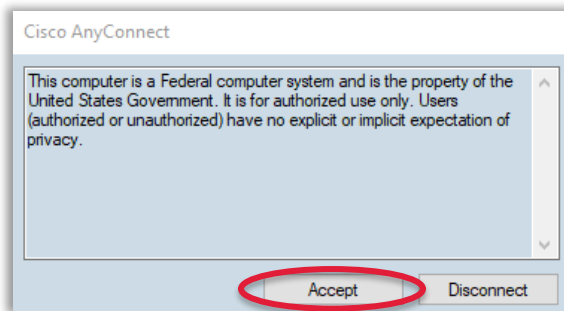 Cisco AnyConnect
This computer is a Federal computer system and is the property of the
United States Government. It is for authorized use only. Users
(authorized or unauthorized) have no explicit or implicit expectation of
privacy.
Accept
Disconnect